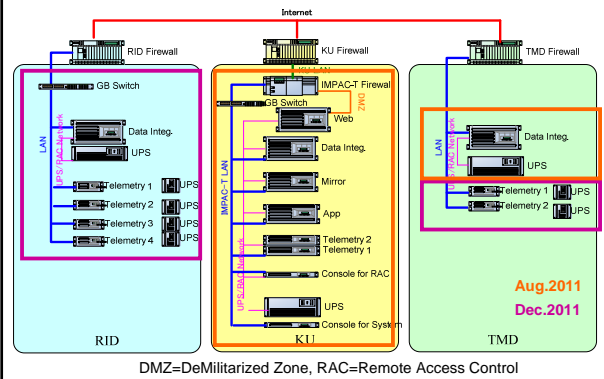 Internet
RID Firewall
KU Firewall
TMD Firewall
KU LAN
GB Switch
LAN
UPS/RAC Network
Data Integ.
UPS
Telemetry 1
UPS
Telemetry 2
UPS
Telemetry 3
UPS
Telemetry 4
UPS
RID
IMPAC-T Firewal
DMZ
GB Switch
Web
Data Integ.
Mirror
App
IMPAC-T LAN
Telemetry 2
Telemetry 1
UPS/RAC Network
Console for RAC
UPS
Console for System
KU
LAN
UPS/RAC Network
Data Integ.
UPS
Telemetry 1
UPS
Telemetry 2
UPS
Aug.2011
Dec.2011
TMD
DMZ=DeMilitarized Zone, RAC=Remote Access Control